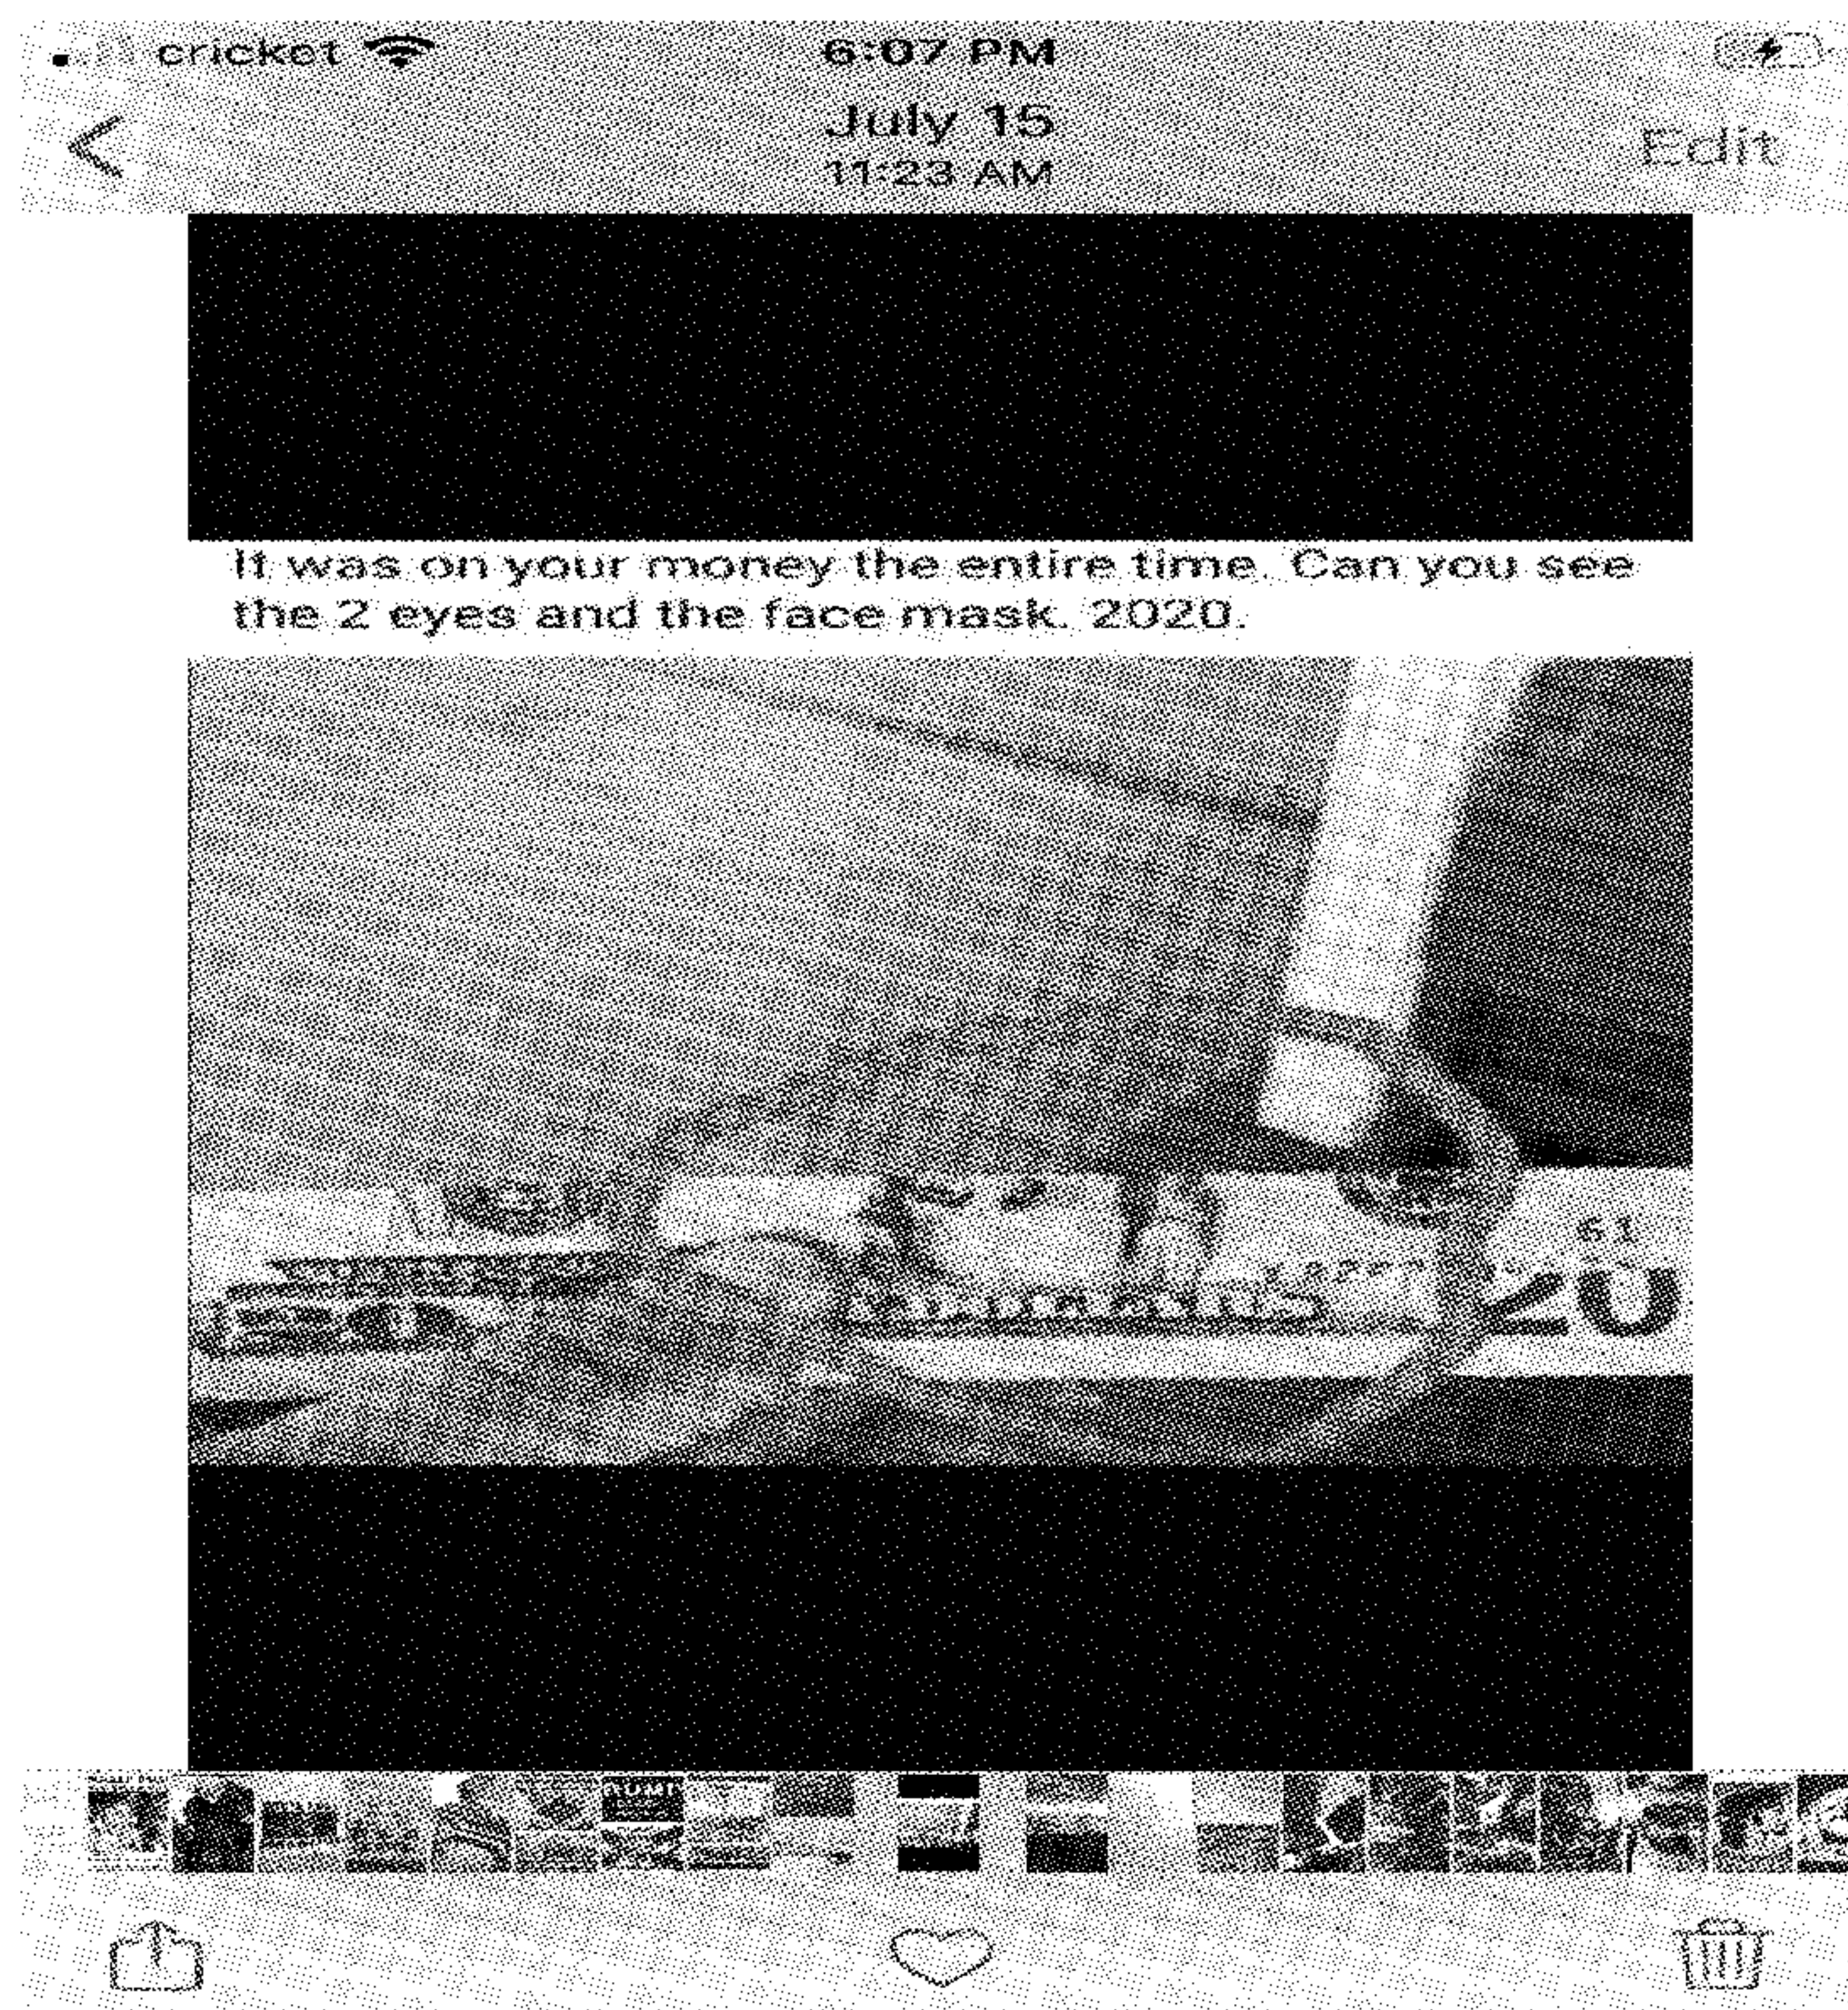 cricket
6:07 PM
July 15
11:23 AM
Edit
It was on your money the entire time. Can you see
the 2 eyes and the face mask. 2020.
61
20